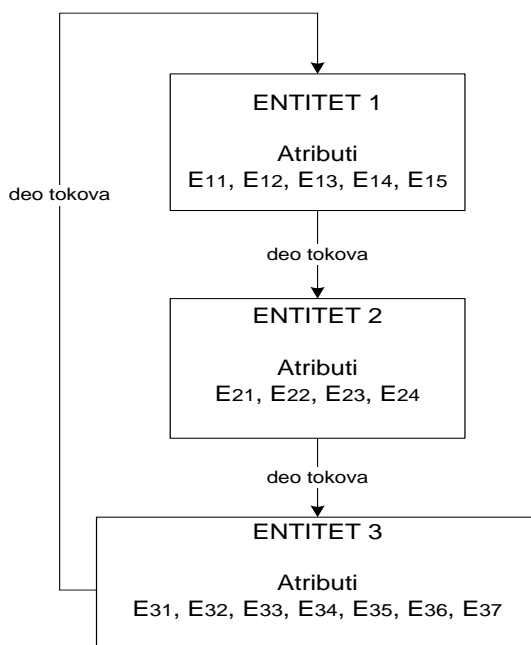 ENTITET 1
Atributi
E11, E12, E13, E14, E15
deo tokova
deo tokova
ENTITET 2
Atributi
E21, E22, E23, E24
deo tokova
ENTITET 3
Atributi
E31, E32, E33, E34, E35, E36, E37